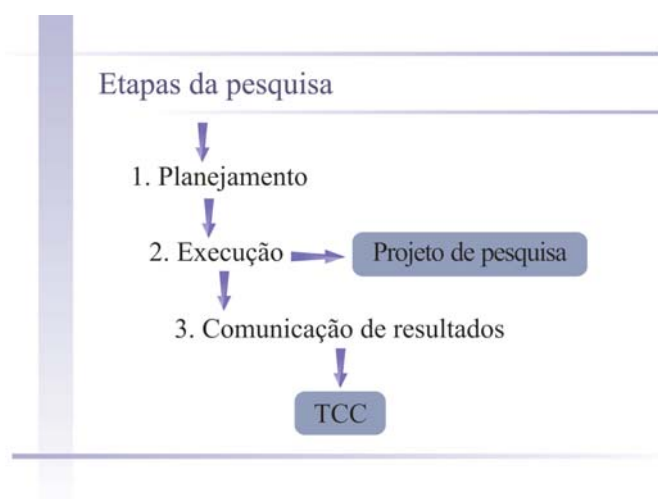 Etapas da pesquisa
1. Planejamento
2. Execução
Projeto de pesquisa
3. Comunicação de resultados
TCC